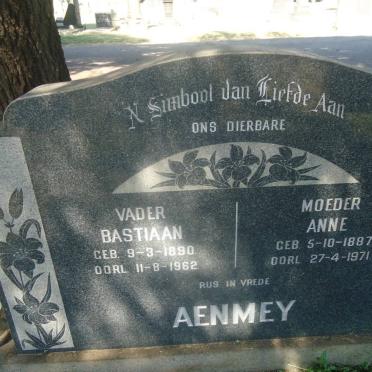 'N Simbool Van Liefde Aan
ONS DIERBARE
VADER
BASTIAAN
GEB. 9-3-1890
OORL. 11-8-1962
MOEDER
ANNE
GEB. 5-10-1887
OORL. 27-4-1971
RUS IN VREDE
AENMEY